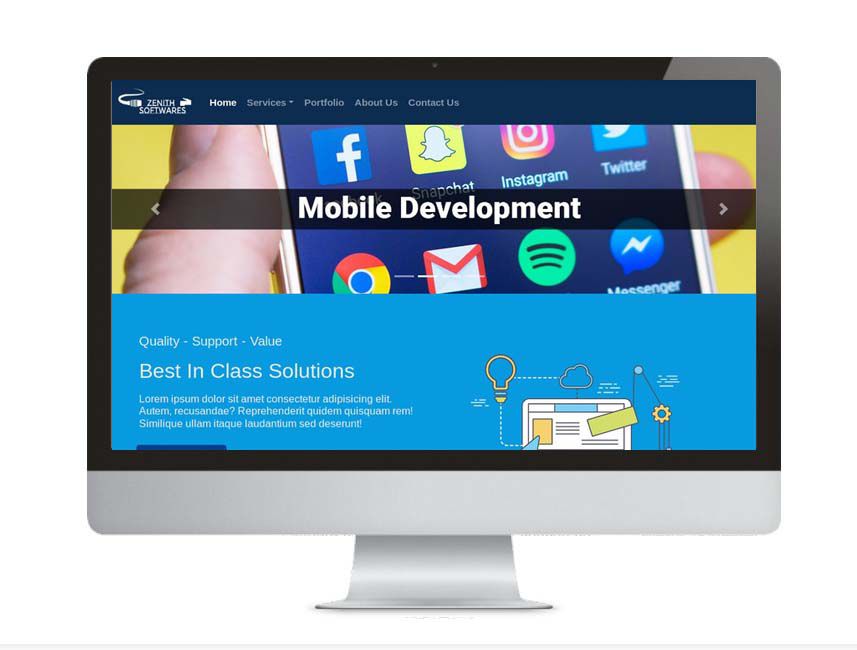 ZENITH
SOFTWARES
Home Services Portfolio About Us Contact Us
Snapchat Instagram Twitter
Mobile Development
Messenger
Quality - Support - Value
Best In Class Solutions
Lorem ipsum dolor sit amet consectetur adipisicing elit.
Autem, recusandae? Reprehenderit quidem quisquam rem!
Similique ullam itaque laudantium sed deserunt!